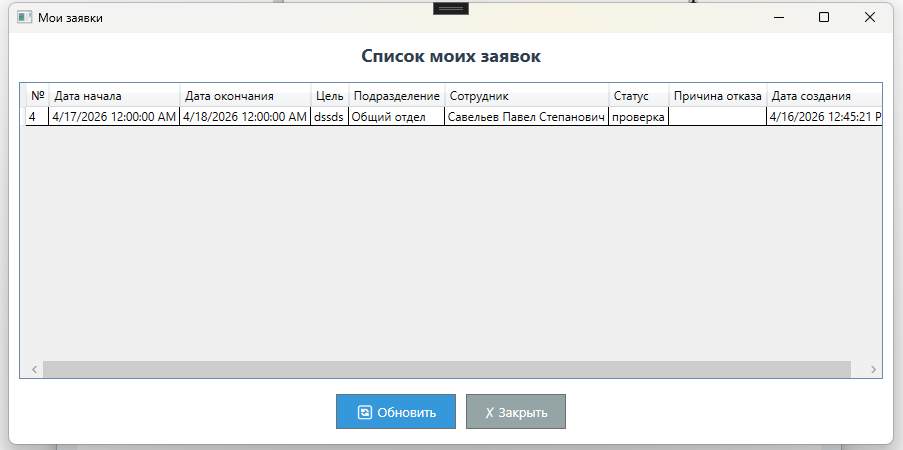 Мои заявки
Список моих заявок
№ Дата начала Дата окончания Цель Подразделение Сотрудник Статус Причина отказа Дата создания
4 4/17/2026 12:00:00 AM 4/18/2026 12:00:00 AM dssds Общий отдел Савельев Павел Степанович проверка 4/16/2026 12:45:21 P
Обновить
X Закрыть